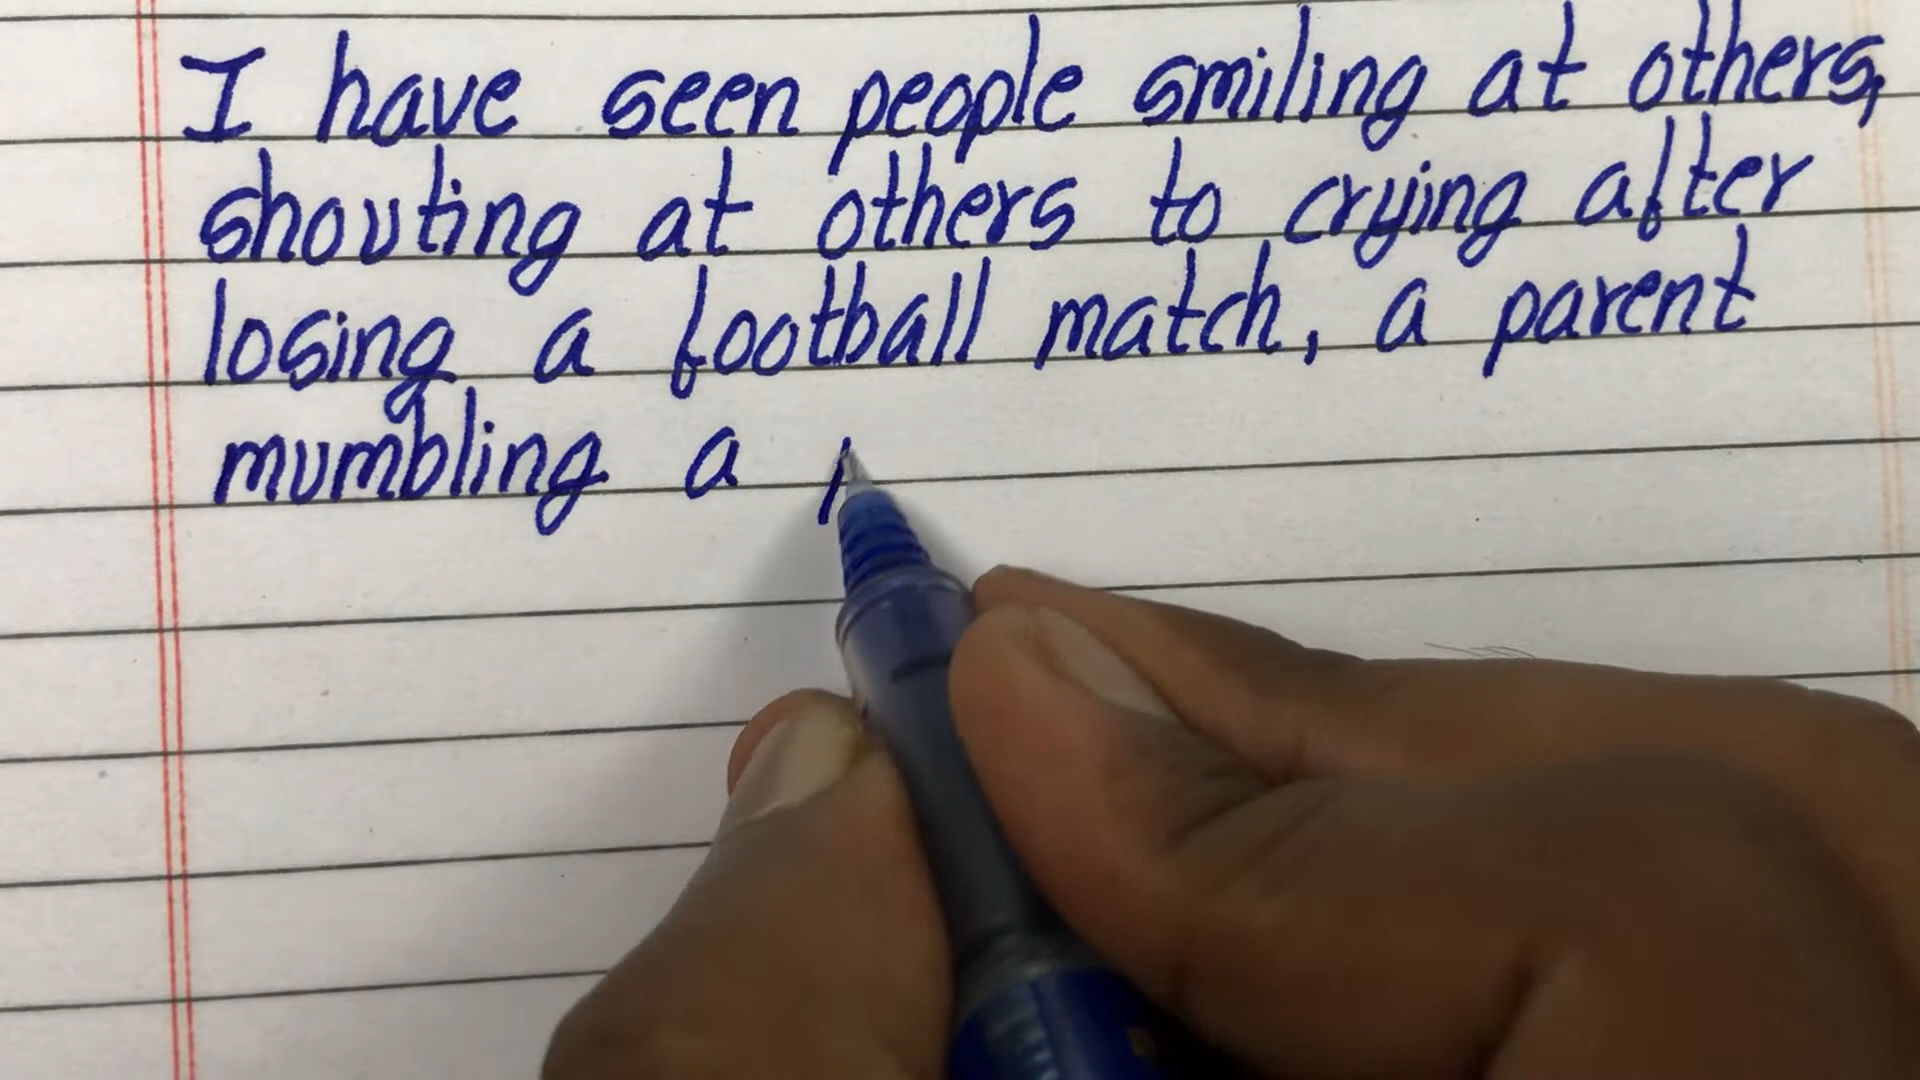 I have seen people smiling at others,
shouting at others to crying after
losing a football match, a parent
mumbling a